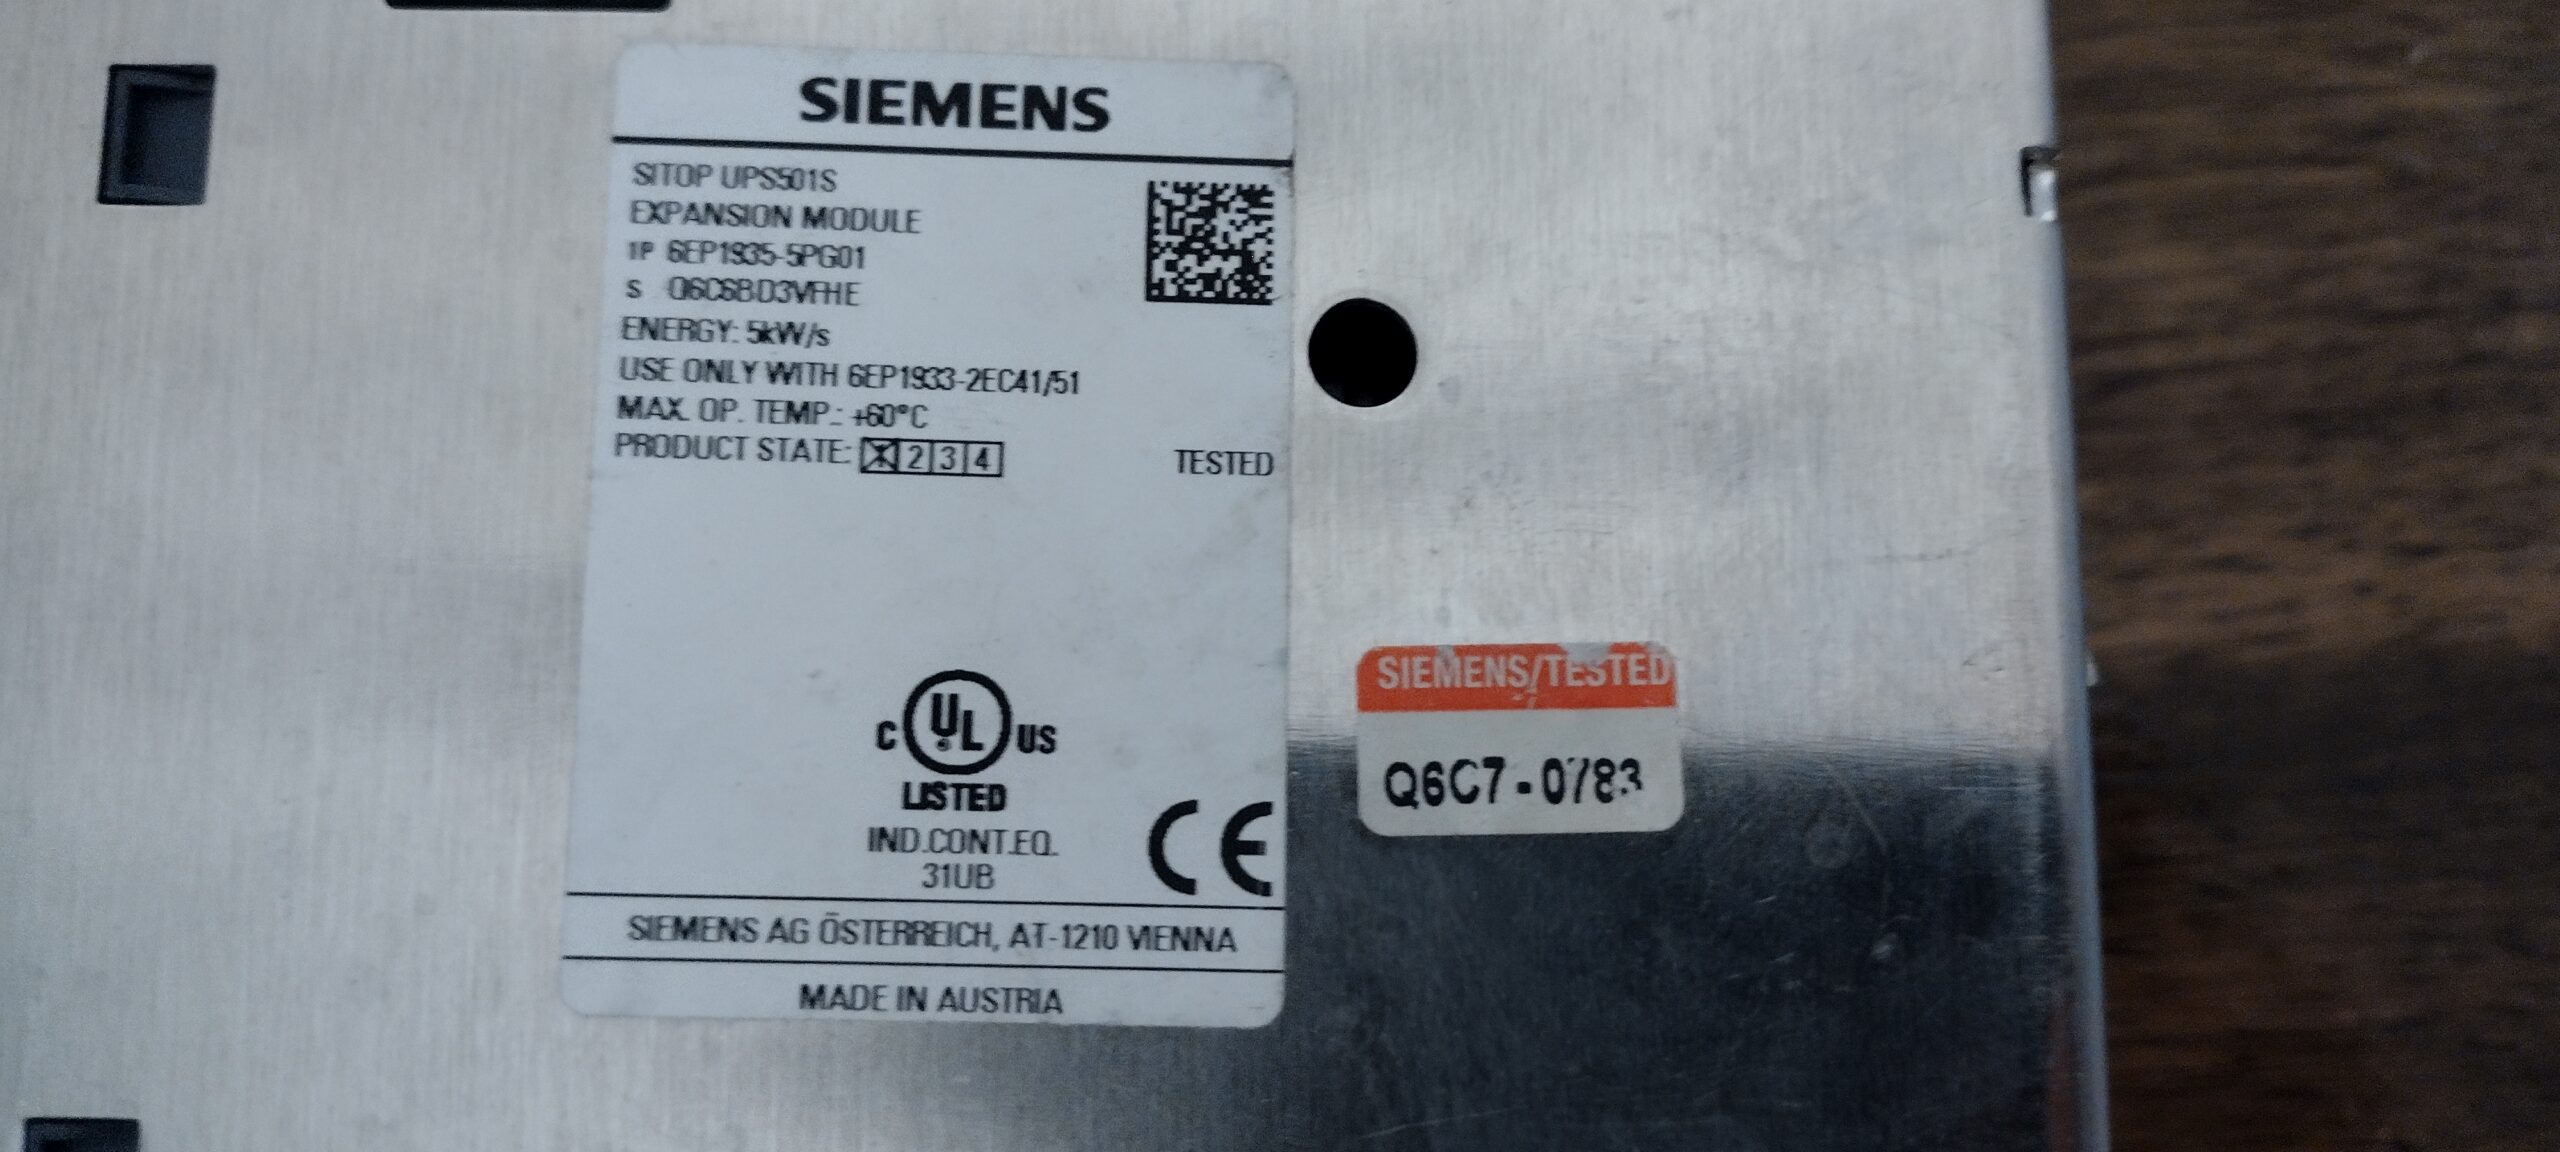 SIEMENS
SITOP UPS501S
EXPANSION MODULE
1P 6EP1935-5PG01
S Q6C6BD3VFHE
ENERGY: 5kW/s
USE ONLY WITH 6EP1933-2EC41/51
MAX. OP. TEMP.: +60°C
PRODUCT STATE: X 2 3 4 TESTED
C UL US
LISTED
IND.CONT.EQ.
31UB
CE
SIEMENS AG ÖSTERREICH, AT-1210 VIENNA
MADE IN AUSTRIA
SIEMENS/TESTED
Q6C7-0783